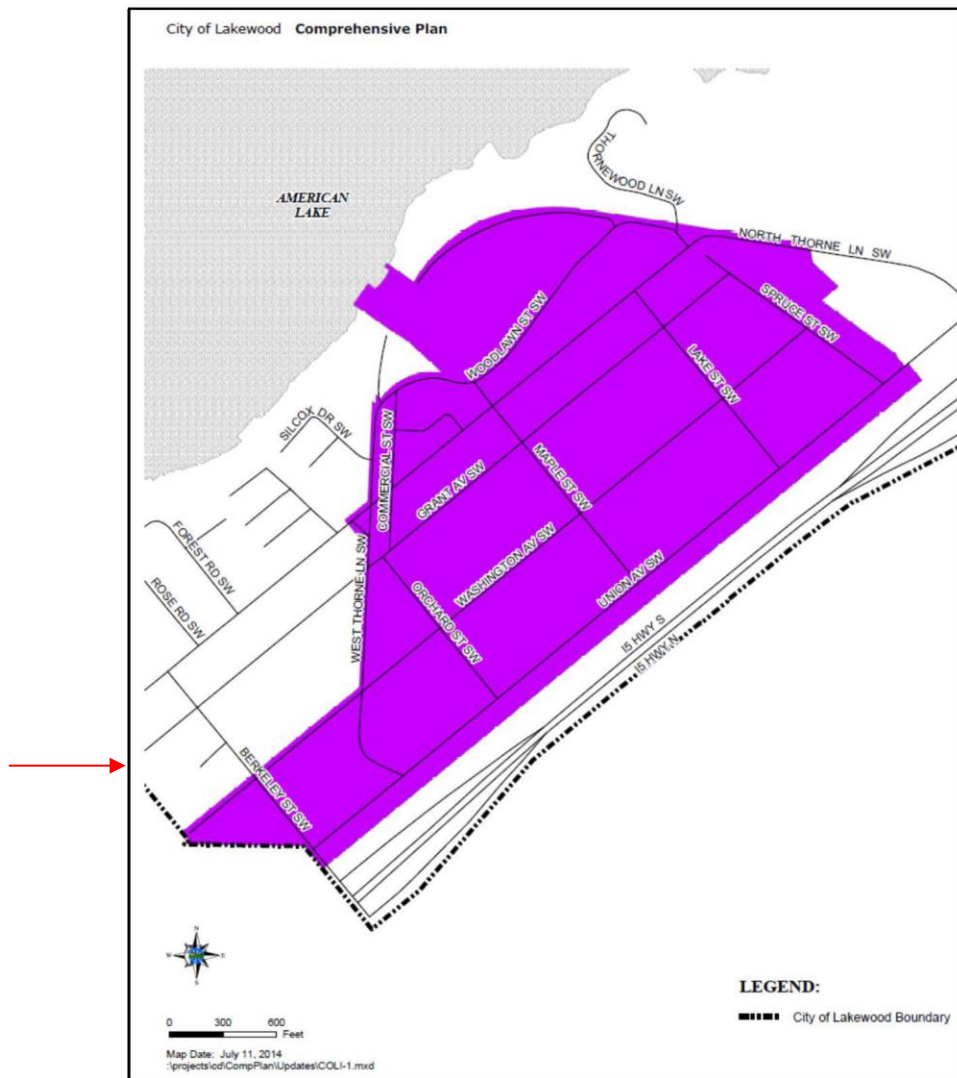 City of Lakewood Comprehensive Plan
AMERICAN
LAKE
THORNEWOOD LN SW
NORTH THORNE LN SW
SPRUCE ST SW
WOODLAWN ST SW
LAKE ST SW
SILCOX DR SW
COMMERCIAL ST SW
GRANT AV SW
MAPLE ST SW
FOREST RD SW
WASHINGTON AV SW
ROSE RD SW
WEST THORNE LN SW
ORCHARD ST SW
UNION AV SW
I5 HWY S
I5 HWY N
BERKELEY ST SW
N
W E
S
LEGEND:
City of Lakewood Boundary
0 300 600
Feet
Map Date: July 11, 2014
:\projects\cd\CompPlan\Updates\COLI-1.mxd